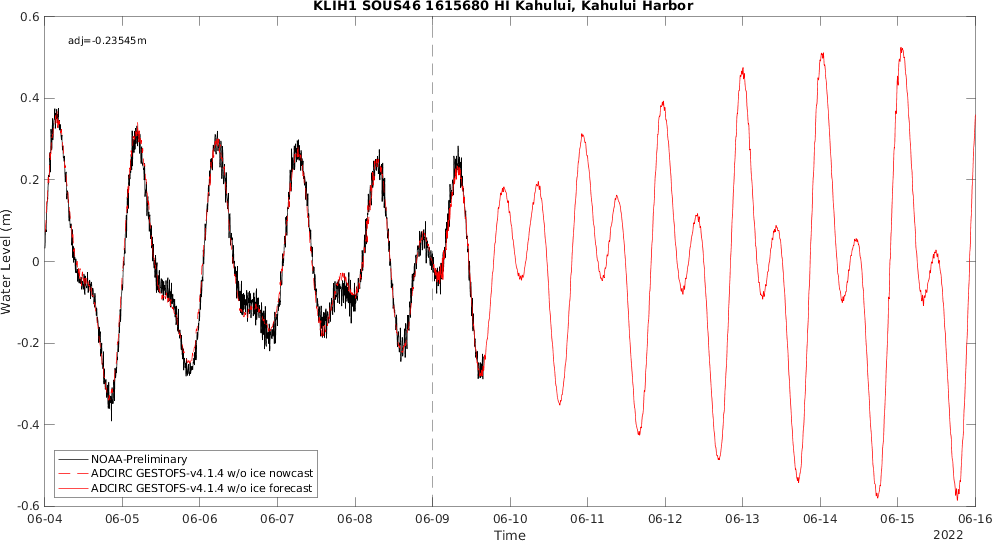 KLIH1 SOUS46 1615680 HI Kahului, Kahului Harbor
adj=-0.23545m
0.6
0.4
0.2
0
-0.2
-0.4
-0.6
Water Level (m)
NOAA-Preliminary
ADCIRC GESTOFS-v4.1.4 w/o ice nowcast
ADCIRC GESTOFS-v4.1.4 w/o ice forecast
06-04 06-05 06-06 06-07 06-08 06-09 06-10 06-11 06-12 06-13 06-14 06-15 06-16
Time
2022